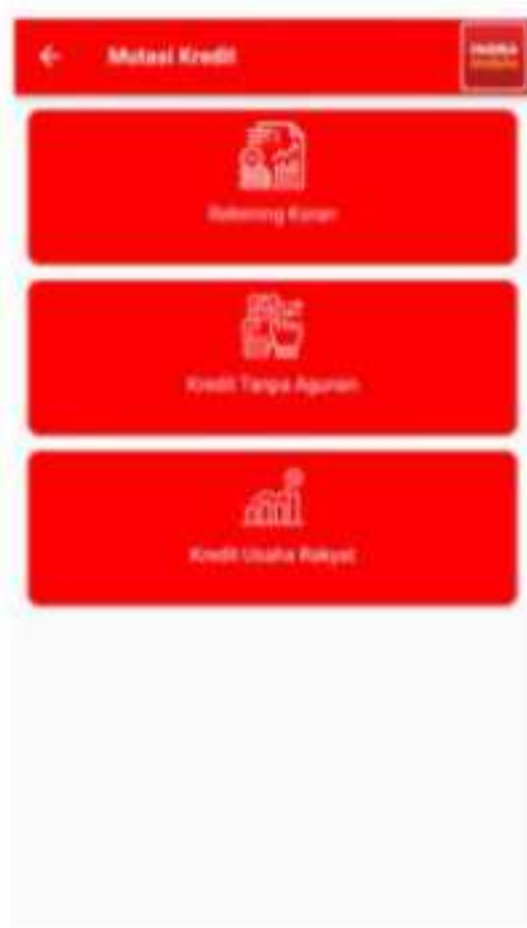 Mutasi Kredit
Rekening Koran
Kredit Tanpa Agunan
Kredit Usaha Rakyat